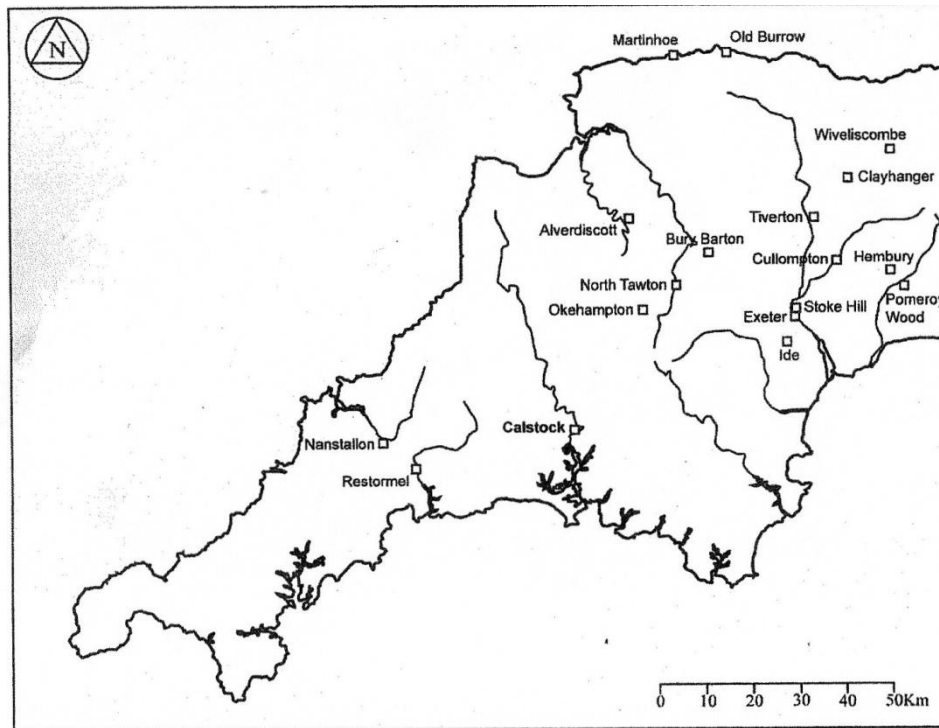 N
Martinhoe
Old Burrow
Wiveliscombe
Clayhanger
Alverdiscott
Tiverton
Bury Barton
Cullompton
Hembury
North Tawton
Pomeroy
Wood
Okehampton
Stoke Hill
Exeter
Ide
Calstock
Nanstallon
Restormel
0 10 20 30 40 50Km